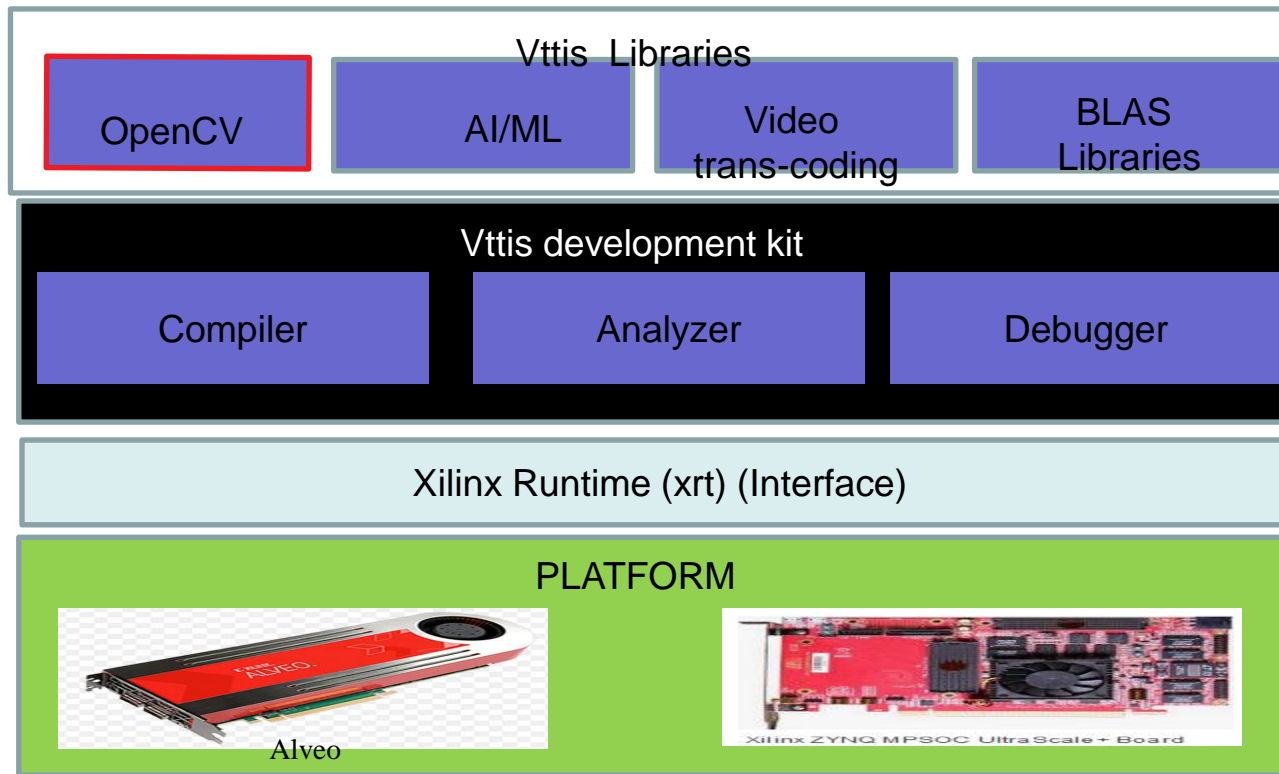 Vttis Libraries
OpenCV
AI/ML
Video
trans-coding
BLAS
Libraries
Vttis development kit
Compiler
Analyzer
Debugger
Xilinx Runtime (xrt) (Interface)
PLATFORM
XILINX
ALVEO.
Alveo
Xilinx ZYNQ MPSOC UltraScale+ Board